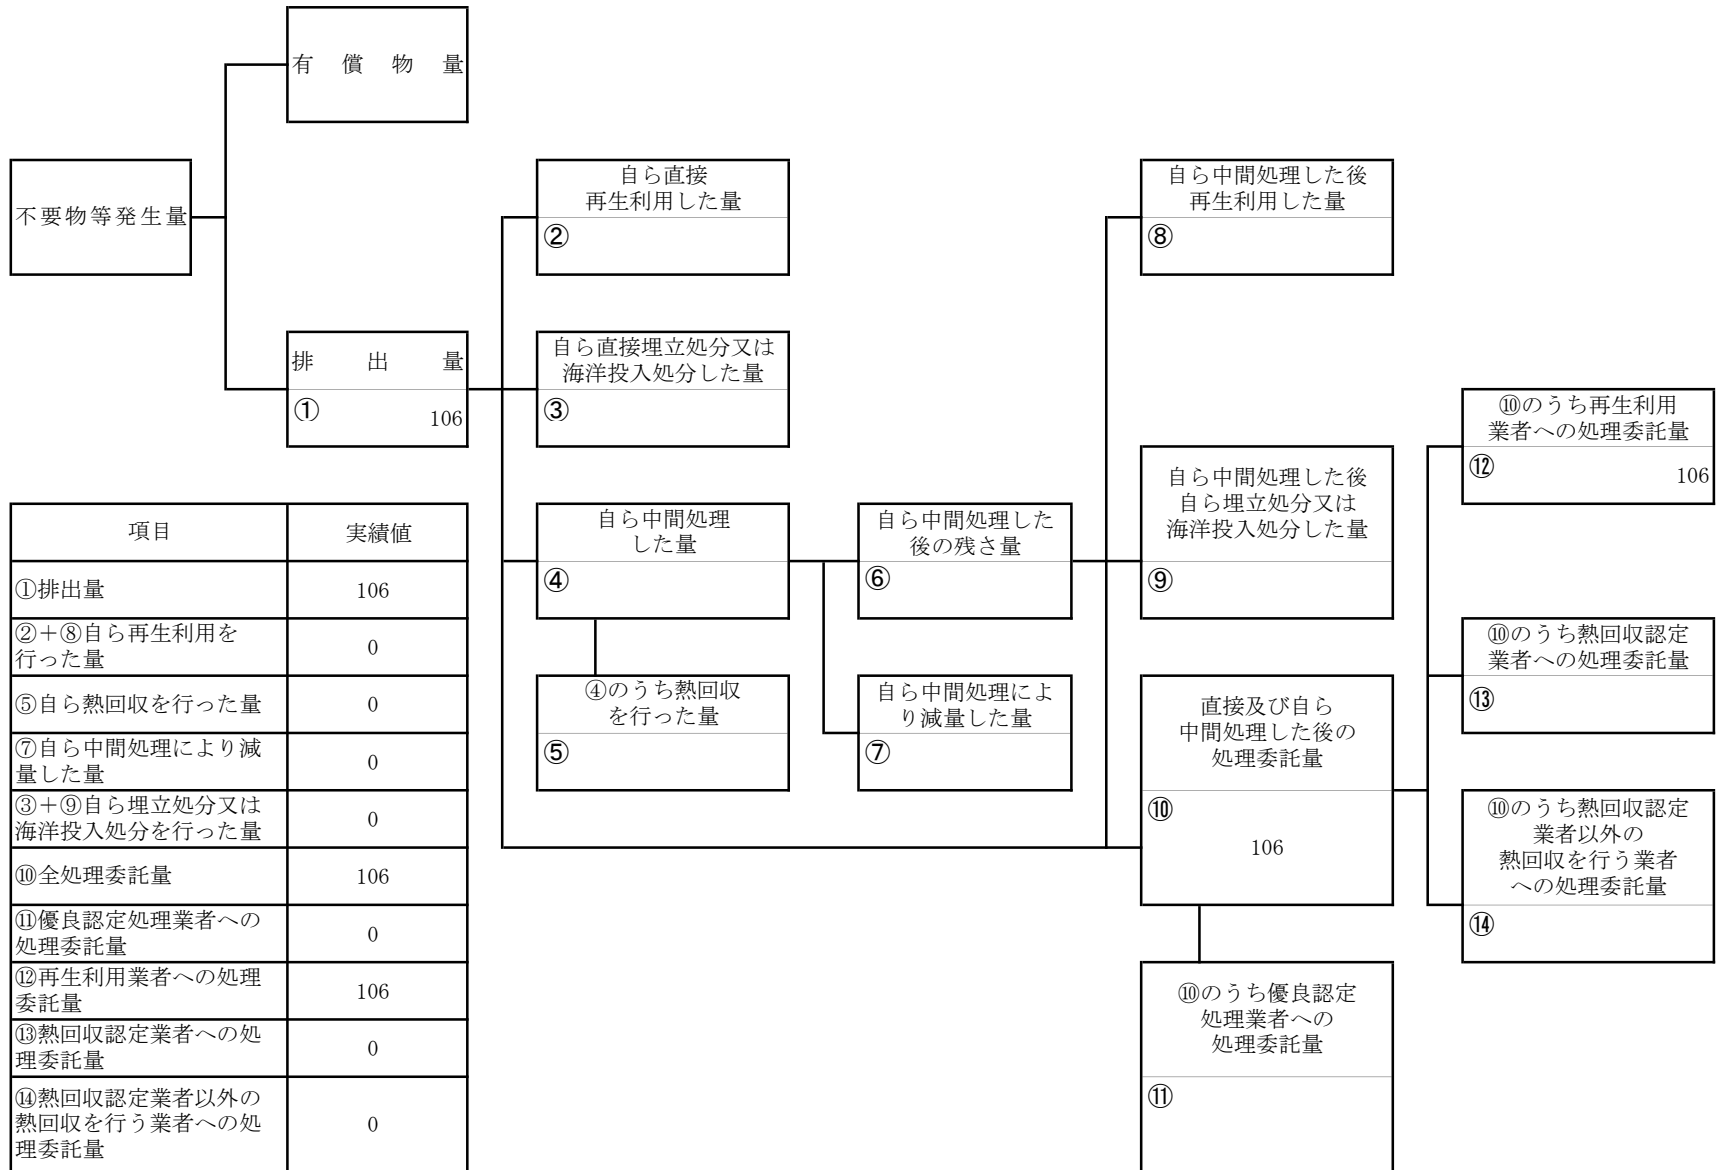 有償物量
不要物等発生量
排出量
①
106
自ら直接
再生利用した量
②
自ら直接埋立処分又は
海洋投入処分した量
③
自ら中間処理
した量
④
④のうち熱回収
を行った量
⑤
自ら中間処理した
後の残さ量
⑥
自ら中間処理によ
り減量した量
⑦
自ら中間処理した後
再生利用した量
⑧
自ら中間処理した後
自ら埋立処分又は
海洋投入処分した量
⑨
直接及び自ら
中間処理した後の
処理委託量
⑩
106
⑩のうち優良認定
処理業者への
処理委託量
⑪
⑩のうち再生利用
業者への処理委託量
⑫
106
⑩のうち熱回収認定
業者への処理委託量
⑬
⑩のうち熱回収認定
業者以外の
熱回収を行う業者
への処理委託量
⑭
項目 実績値
①排出量 106
②+⑧自ら再生利用を
行った量 0
⑤自ら熱回収を行った量 0
⑦自ら中間処理により減
量した量 0
③+⑨自ら埋立処分又は
海洋投入処分を行った量 0
⑩全処理委託量 106
⑪優良認定処理業者への
処理委託量 0
⑫再生利用業者への処理
委託量 106
⑬熱回収認定業者への処
理委託量 0
⑭熱回収認定業者以外の
熱回収を行う業者への処
理委託量 0